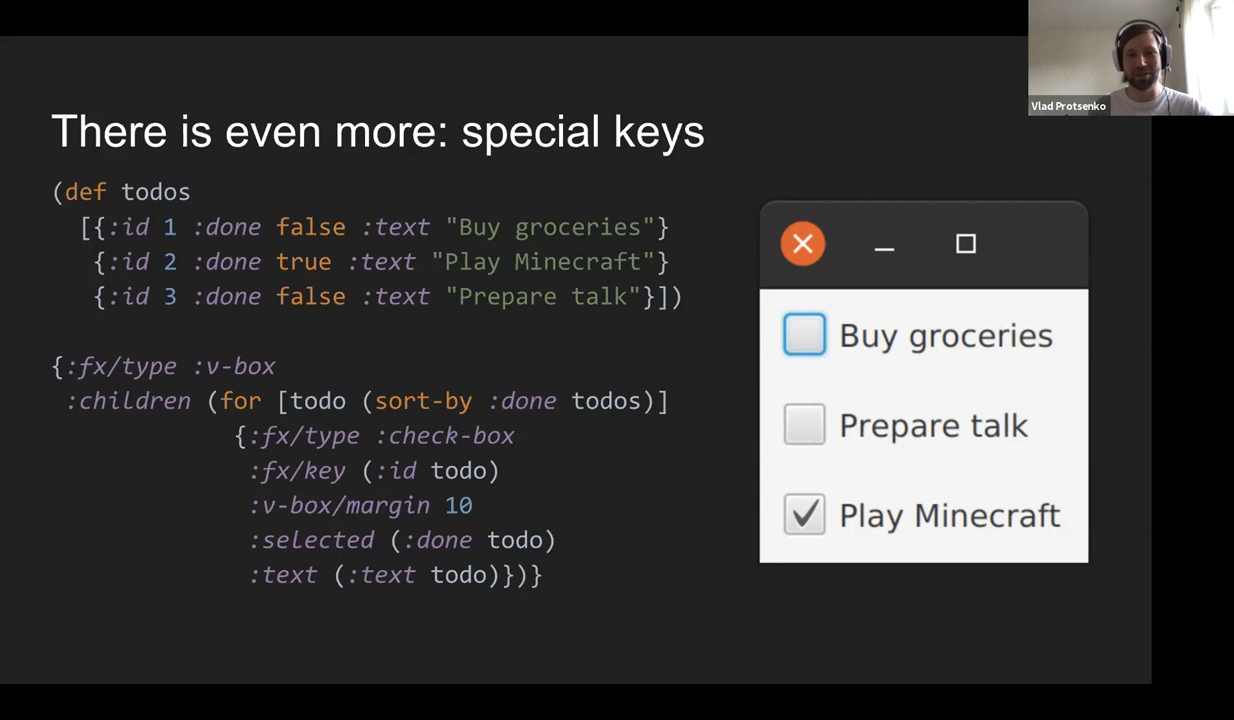 Vlad Protsenko
There is even more: special keys
(def todos
  [{:id 1 :done false :text "Buy groceries"}
   {:id 2 :done true :text "Play Minecraft"}
   {:id 3 :done false :text "Prepare talk"}])
{:fx/type :v-box
 :children (for [todo (sort-by :done todos)]
             {:fx/type :check-box
              :fx/key (:id todo)
              :v-box/margin 10
              :selected (:done todo)
              :text (:text todo)})}
Buy groceries
Prepare talk
Play Minecraft